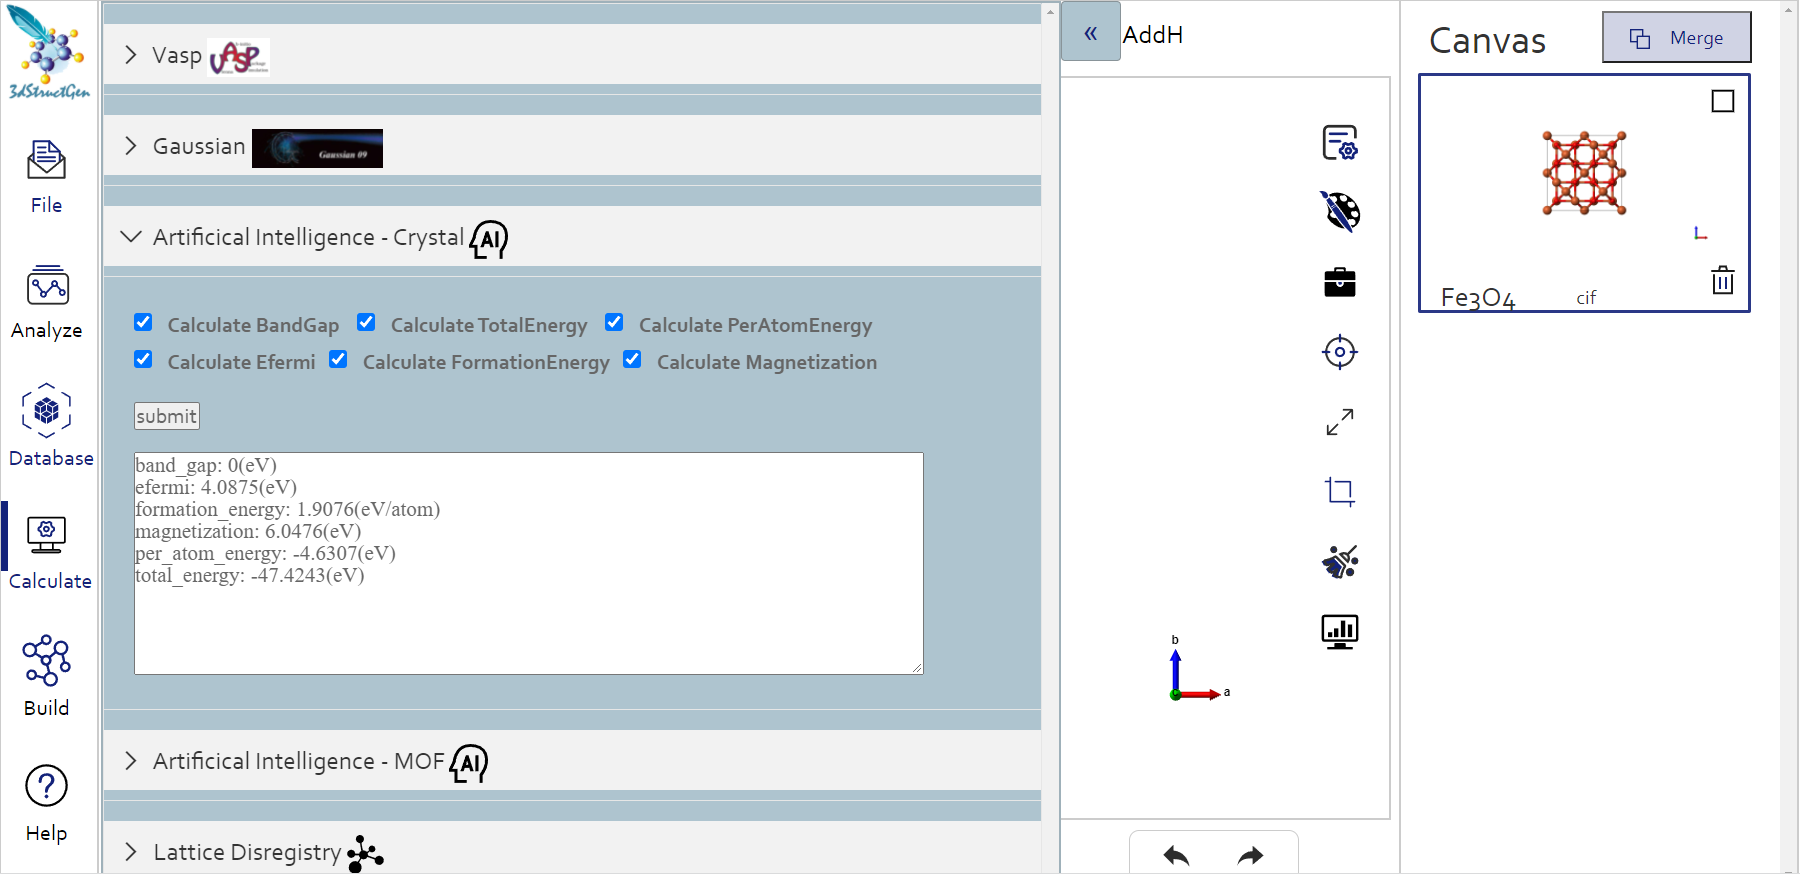 3dStructGen
File
Analyze
Database
Calculate
Build
Help
Vasp
VASP
Gaussian
Gaussian 09
Artificical Intelligence - Crystal
AI
Calculate BandGap
Calculate TotalEnergy
Calculate PerAtomEnergy
Calculate Efermi
Calculate FormationEnergy
Calculate Magnetization
submit
band_gap: 0(eV)
efermi: 4.0875(eV)
formation_energy: 1.9076(eV/atom)
magnetization: 6.0476(eV)
per_atom_energy: -4.6307(eV)
total_energy: -47.4243(eV)
Artificical Intelligence - MOF
AI
Lattice Disregistry
«
AddH
b
a
Canvas
Merge
Fe3O4
cif